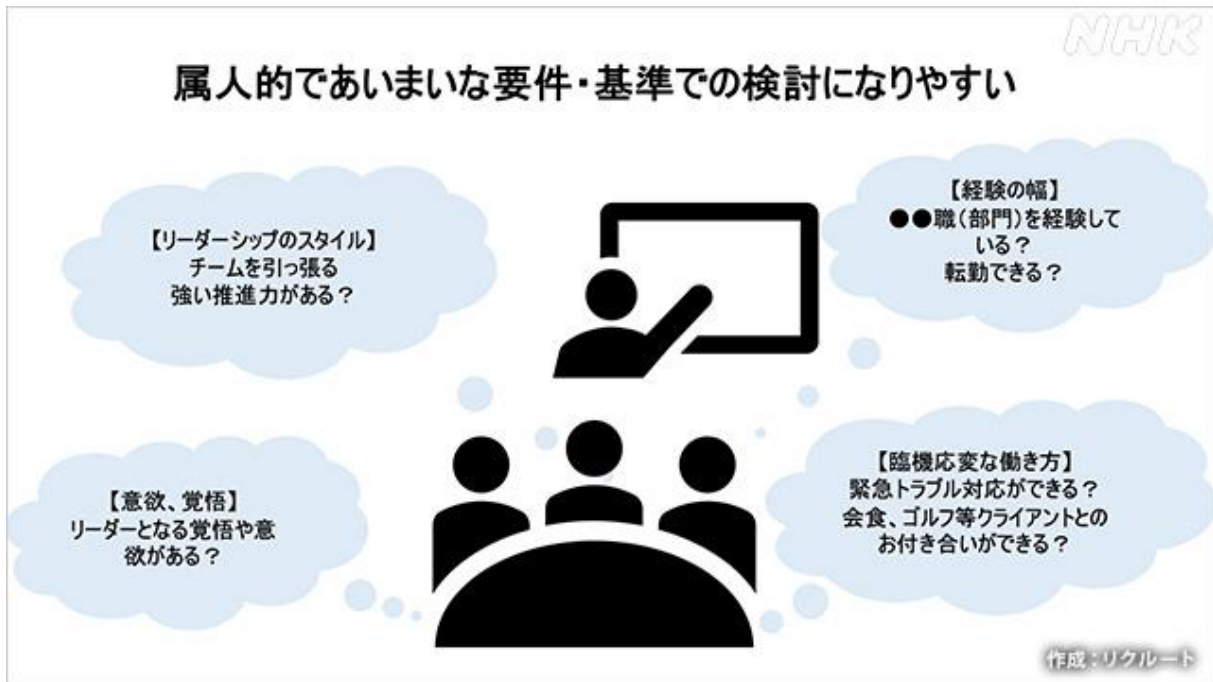 NHK
属人的であいまいな要件・基準での検討になりやすい
【リーダーシップのスタイル】
チームを引っ張る
強い推進力がある？
【経験の幅】
●●職（部門）を経験して
いる？
転勤できる？
【意欲、覚悟】
リーダーとなる覚悟や意
欲がある？
【臨機応変な働き方】
緊急トラブル対応ができる？
会食、ゴルフ等クライアントとの
お付き合いができる？
作成：リクルート